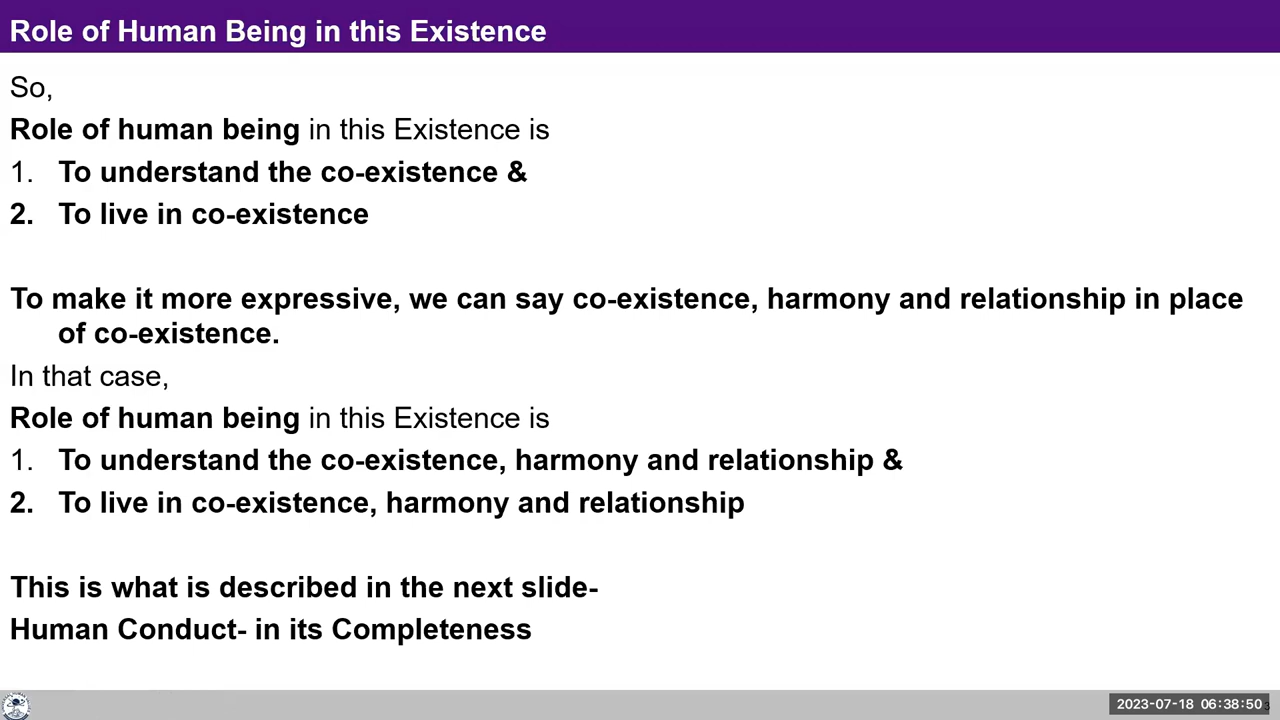 Role of Human Being in this Existence
So,
Role of human being in this Existence is
1. To understand the co-existence &
2. To live in co-existence
To make it more expressive, we can say co-existence, harmony and relationship in place
of co-existence.
In that case,
Role of human being in this Existence is
1. To understand the co-existence, harmony and relationship &
2. To live in co-existence, harmony and relationship
This is what is described in the next slide-
Human Conduct- in its Completeness
2023-07-18 06:38:50